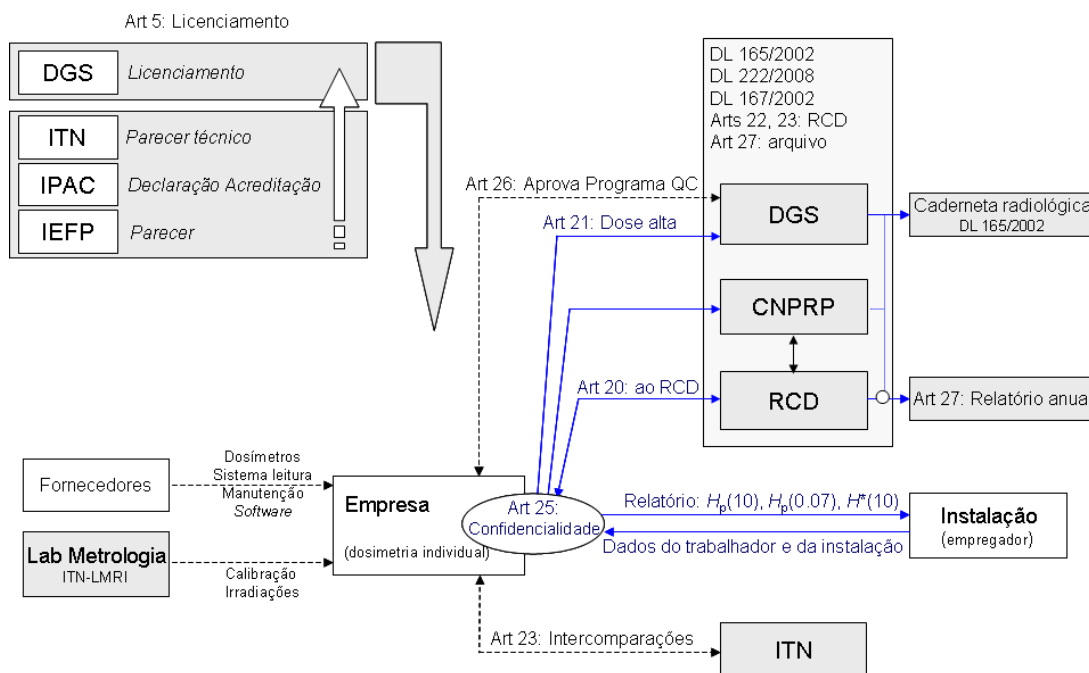 Art 5: Licenciamento
DGS
Licenciamento
ITN
Parecer técnico
IPAC
Declaração Acreditação
IEFP
Parecer
DL 165/2002
DL 222/2008
DL 167/2002
Arts 22, 23: RCD
Art 27: arquivo
Art 26: Aprova Programa QC
DGS
Art 21: Dose alta
Caderneta radiológica
DL 165/2002
CNPRP
Art 20: ao RCD
RCD
Art 27: Relatório anual
Fornecedores
Dosímetros
Sistema leitura
Manutenção
Software
Empresa
(dosimetria individual)
Art 25:
Confidencialidade
Relatório: Hp(10), Hp(0.07), H*(10)
Dados do trabalhador e da instalação
Instalação
(empregador)
Lab Metrologia
ITN-LMRI
Calibração
Irradiações
Art 23: Intercomparações
ITN